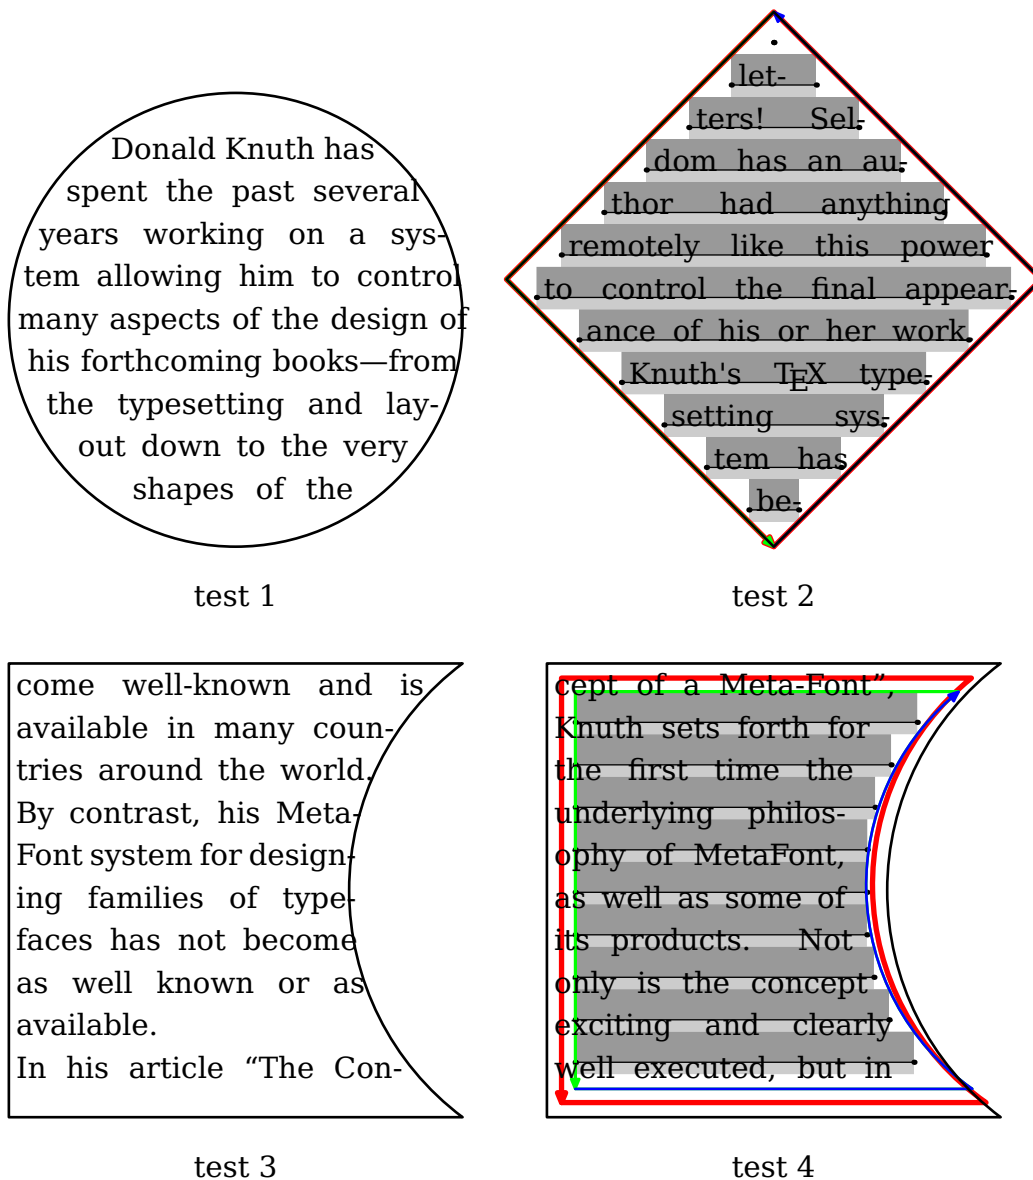 Donald Knuth has
spent the past several
years working on a sys-
tem allowing him to control
many aspects of the design of
his forthcoming books—from
the typesetting and lay-
out down to the very
shapes of the
test 1
let-
ters! Sel-
dom has an au-
thor had anything
remotely like this power
to control the final appear-
ance of his or her work.
Knuth's TEX type-
setting sys-
tem has
be-
test 2
come well-known and is
available in many coun-
tries around the world.
By contrast, his Meta-
Font system for design-
ing families of type-
faces has not become
as well known or as
available.
In his article “The Con-
test 3
cept of a Meta-Font”,
Knuth sets forth for
the first time the
underlying philos-
ophy of MetaFont,
as well as some of
its products. Not
only is the concept
exciting and clearly
well executed, but in
test 4